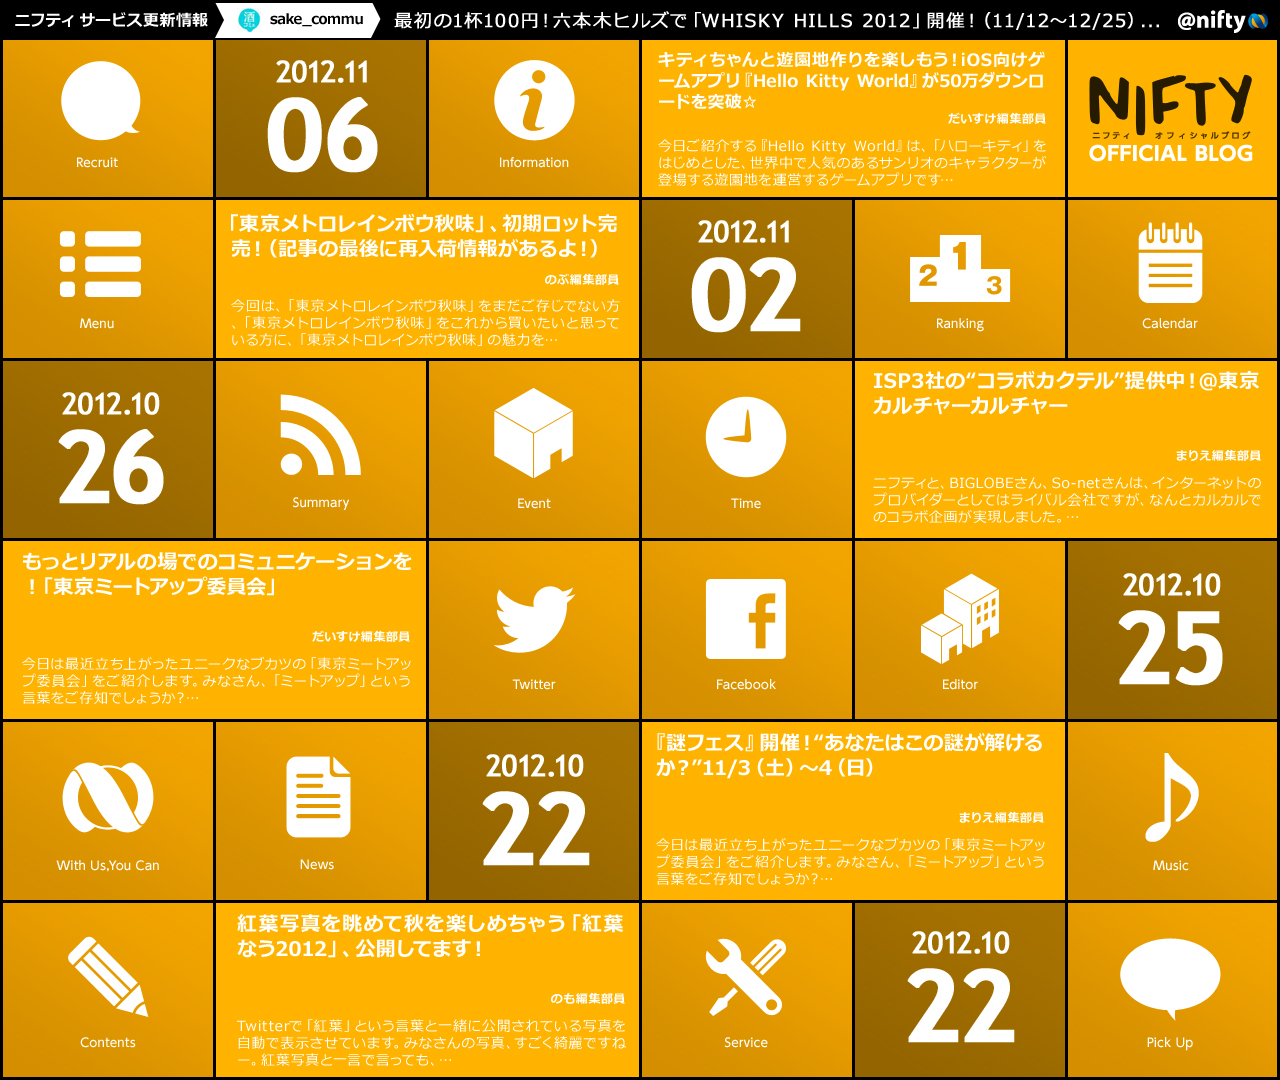 ニフティ サービス更新情報
酒
sake_commu
最初の1杯100円！六本木ヒルズで「WHISKY HILLS 2012」開催！（11/12〜12/25）...
@nifty
Recruit
2012.11
06
Information
キティちゃんと遊園地作りを楽しもう！iOS向けゲ
ームアプリ『Hello Kitty World』が50万ダウンロ
ードを突破☆
だいすけ編集部員
今日ご紹介する『Hello Kitty World』は、「ハローキティ」を
はじめとした、世界中で人気のあるサンリオのキャラクターが
登場する遊園地を運営するゲームアプリです…
NIFTY
ニフティ オフィシャルブログ
OFFICIAL BLOG
Menu
「東京メトロレインボウ秋味」、初期ロット完
売！（記事の最後に再入荷情報があるよ！）
のぶ編集部員
今回は、「東京メトロレインボウ秋味」をまだご存じでない方
、「東京メトロレインボウ秋味」をこれから買いたいと思って
いる方に、「東京メトロレインボウ秋味」の魅力を…
2012.11
02
1
2
3
Ranking
Calendar
2012.10
26
Summary
Event
Time
ISP3社の“コラボカクテル”提供中！@東京
カルチャーカルチャー
まりえ編集部員
ニフティと、BIGLOBEさん、So-netさんは、インターネットの
プロバイダーとしてはライバル会社ですが、なんとカルカルで
のコラボ企画が実現しました。…
もっとリアルの場でのコミュニケーションを
！「東京ミートアップ委員会」
だいすけ編集部員
今日は最近立ち上がったユニークなブカツの「東京ミートアッ
プ委員会」をご紹介します。みなさん、「ミートアップ」という
言葉をご存知でしょうか？…
Twitter
f
Facebook
Editor
2012.10
25
With Us,You Can
News
2012.10
22
『謎フェス』開催！“あなたはこの謎が解ける
か？”11/3（土）〜4（日）
まりえ編集部員
今日は最近立ち上がったユニークなブカツの「東京ミートアッ
プ委員会」をご紹介します。みなさん、「ミートアップ」という
言葉をご存知でしょうか？…
Music
Contents
紅葉写真を眺めて秋を楽しめちゃう「紅葉
なう2012」、公開してます！
のも編集部員
Twitterで「紅葉」という言葉と一緒に公開されている写真を
自動で表示させています。みなさんの写真、すごく綺麗ですね
ー。紅葉写真と一言で言っても、…
Service
2012.10
22
Pick Up